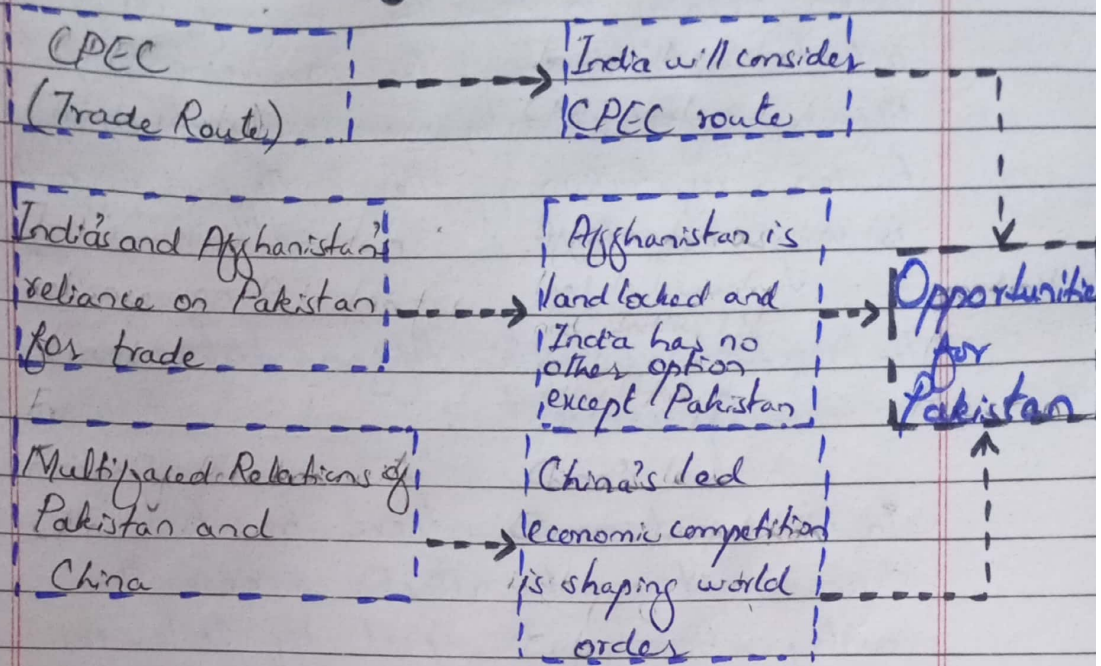 CPEC
(Trade Route)
India will consider
CPEC route
India's and Afghanistan's
reliance on Pakistan
for trade
Afghanistan is
landlocked and
India has no
other option
except Pakistan
Opportunitie
for
Pakistan
Multifaced Relations of
Pakistan and
China
China's led
economic competition
is shaping world
order